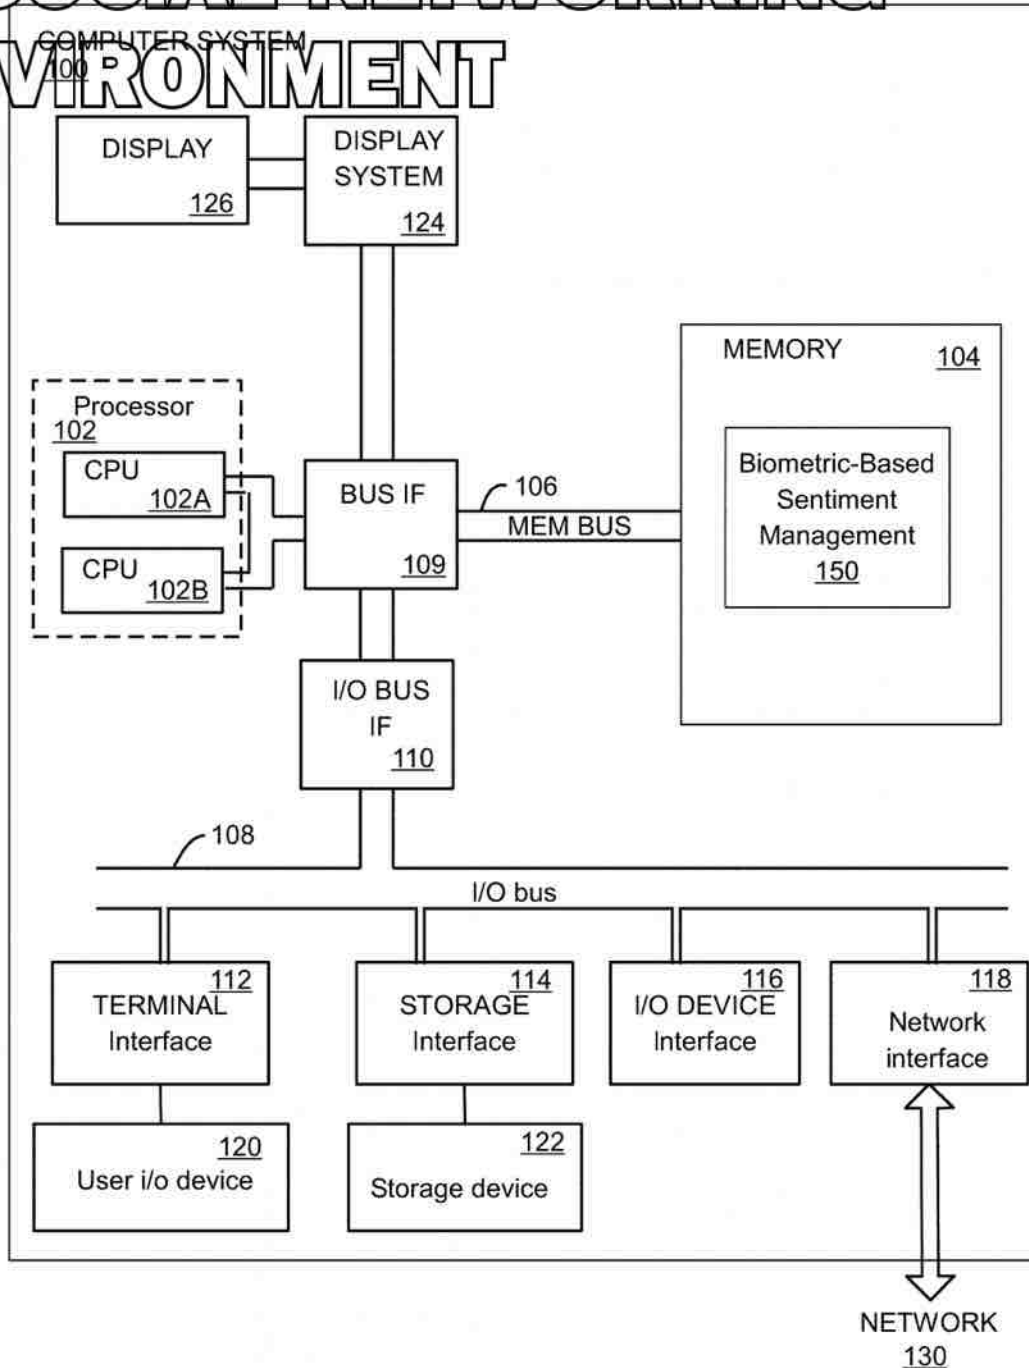 SOCIAL NETWORKING
COMPUTER SYSTEM
100
VIRONMENT
DISPLAY
126
DISPLAY
SYSTEM
124
MEMORY
104
Processor
102
CPU
102A
CPU
102B
BUS IF
109
106
MEM BUS
Biometric-Based
Sentiment
Management
150
I/O BUS
IF
110
108
I/O bus
112
TERMINAL
Interface
114
STORAGE
Interface
116
I/O DEVICE
Interface
118
Network
interface
120
User i/o device
122
Storage device
NETWORK
130